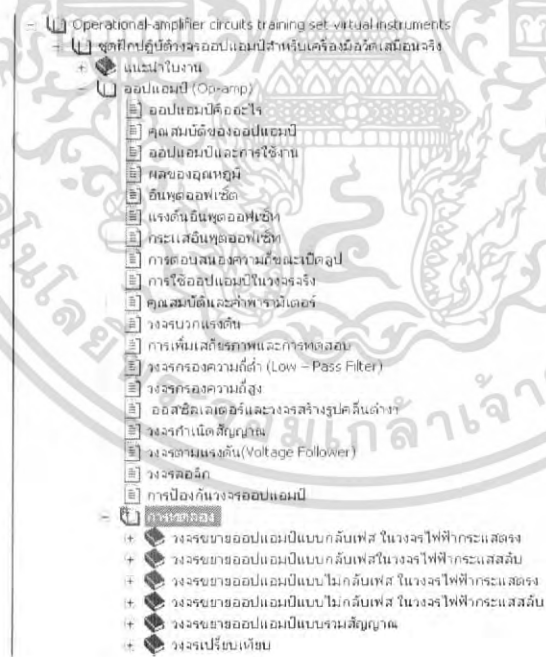 Operational-amplifier circuits training set virtual instruments
ชุดฝึกปฏิบัติวงจรออปแอมป์สำหรับเครื่องมือวัดเสมือนจริง
แนะนำใบงาน
ออปแอมป์ (Op-amp)
ออปแอมป์คืออะไร
คุณสมบัติของออปแอมป์
ออปแอมป์และการใช้งาน
ผลของอุณหภูมิ
อินพุตออฟเซ็ต
แรงดันอินพุตออฟเซ็ท
กระแสอินพุตออฟเซ็ท
การตอบสนองความถี่ขณะเปิดลูป
การใช้ออปแอมป์ในวงจรจริง
คุณสมบัติและค่าพารามิเตอร์
วงจรบวกแรงดัน
การเพิ่มเสถียรภาพและการทดสอบ
วงจรกรองความถี่ต่ำ (Low – Pass Filter)
วงจรกรองความถี่สูง
ออสซิลเลเตอร์และวงจรสร้างรูปคลื่นต่างๆ
วงจรกำเนิดสัญญาณ
วงจรตามแรงดัน(Voltage Follower)
วงจรลอจิก
การป้องกันวงจรออปแอมป์
การทดลอง
วงจรขยายออปแอมป์แบบกลับเฟส ในวงจรไฟฟ้ากระแสตรง
วงจรขยายออปแอมป์แบบกลับเฟสในวงจรไฟฟ้ากระแสสลับ
วงจรขยายออปแอมป์แบบไม่กลับเฟส ในวงจรไฟฟ้ากระแสตรง
วงจรขยายออปแอมป์แบบไม่กลับเฟส ในวงจรไฟฟ้ากระแสสลับ
วงจรขยายออปแอมป์แบบรวมสัญญาณ
วงจรเปรียบเทียบ